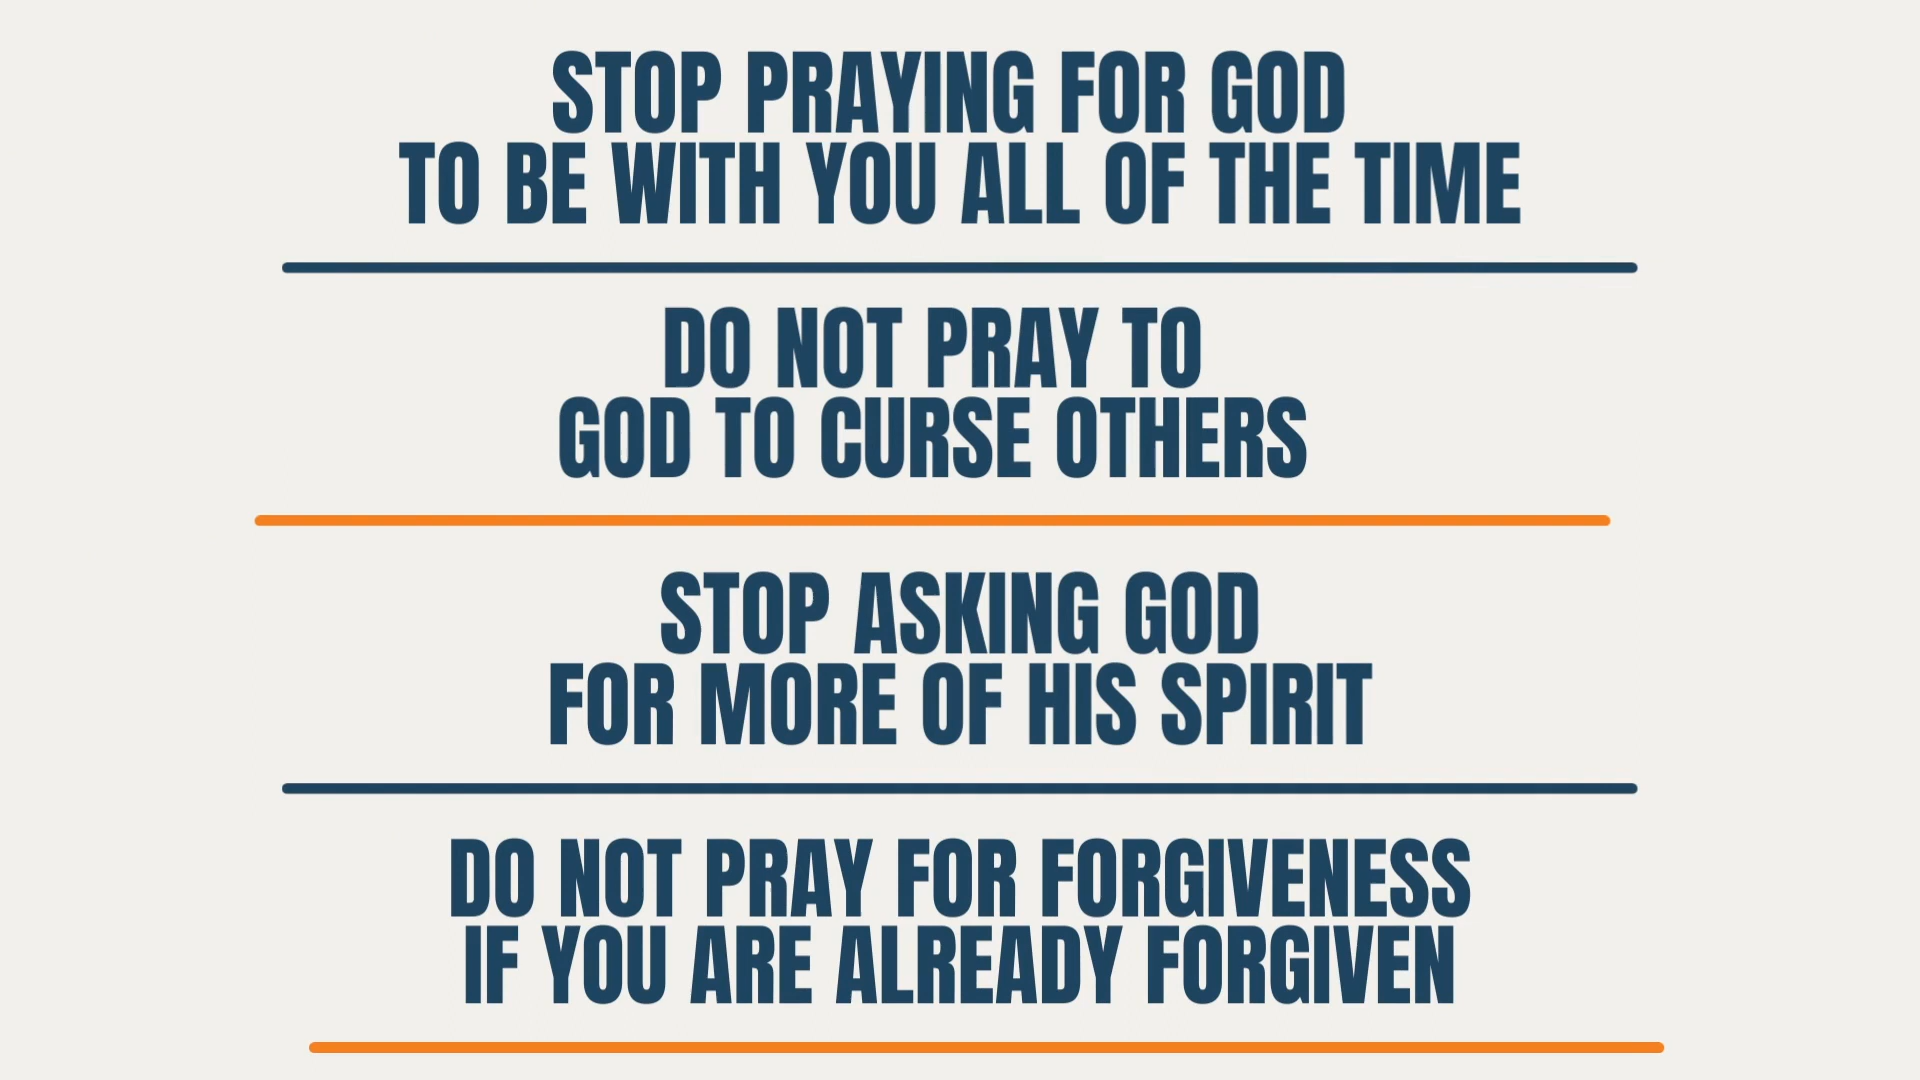 STOP PRAYING FOR GOD
TO BE WITH YOU ALL OF THE TIME
DO NOT PRAY TO
GOD TO CURSE OTHERS
STOP ASKING GOD
FOR MORE OF HIS SPIRIT
DO NOT PRAY FOR FORGIVENESS
IF YOU ARE ALREADY FORGIVEN